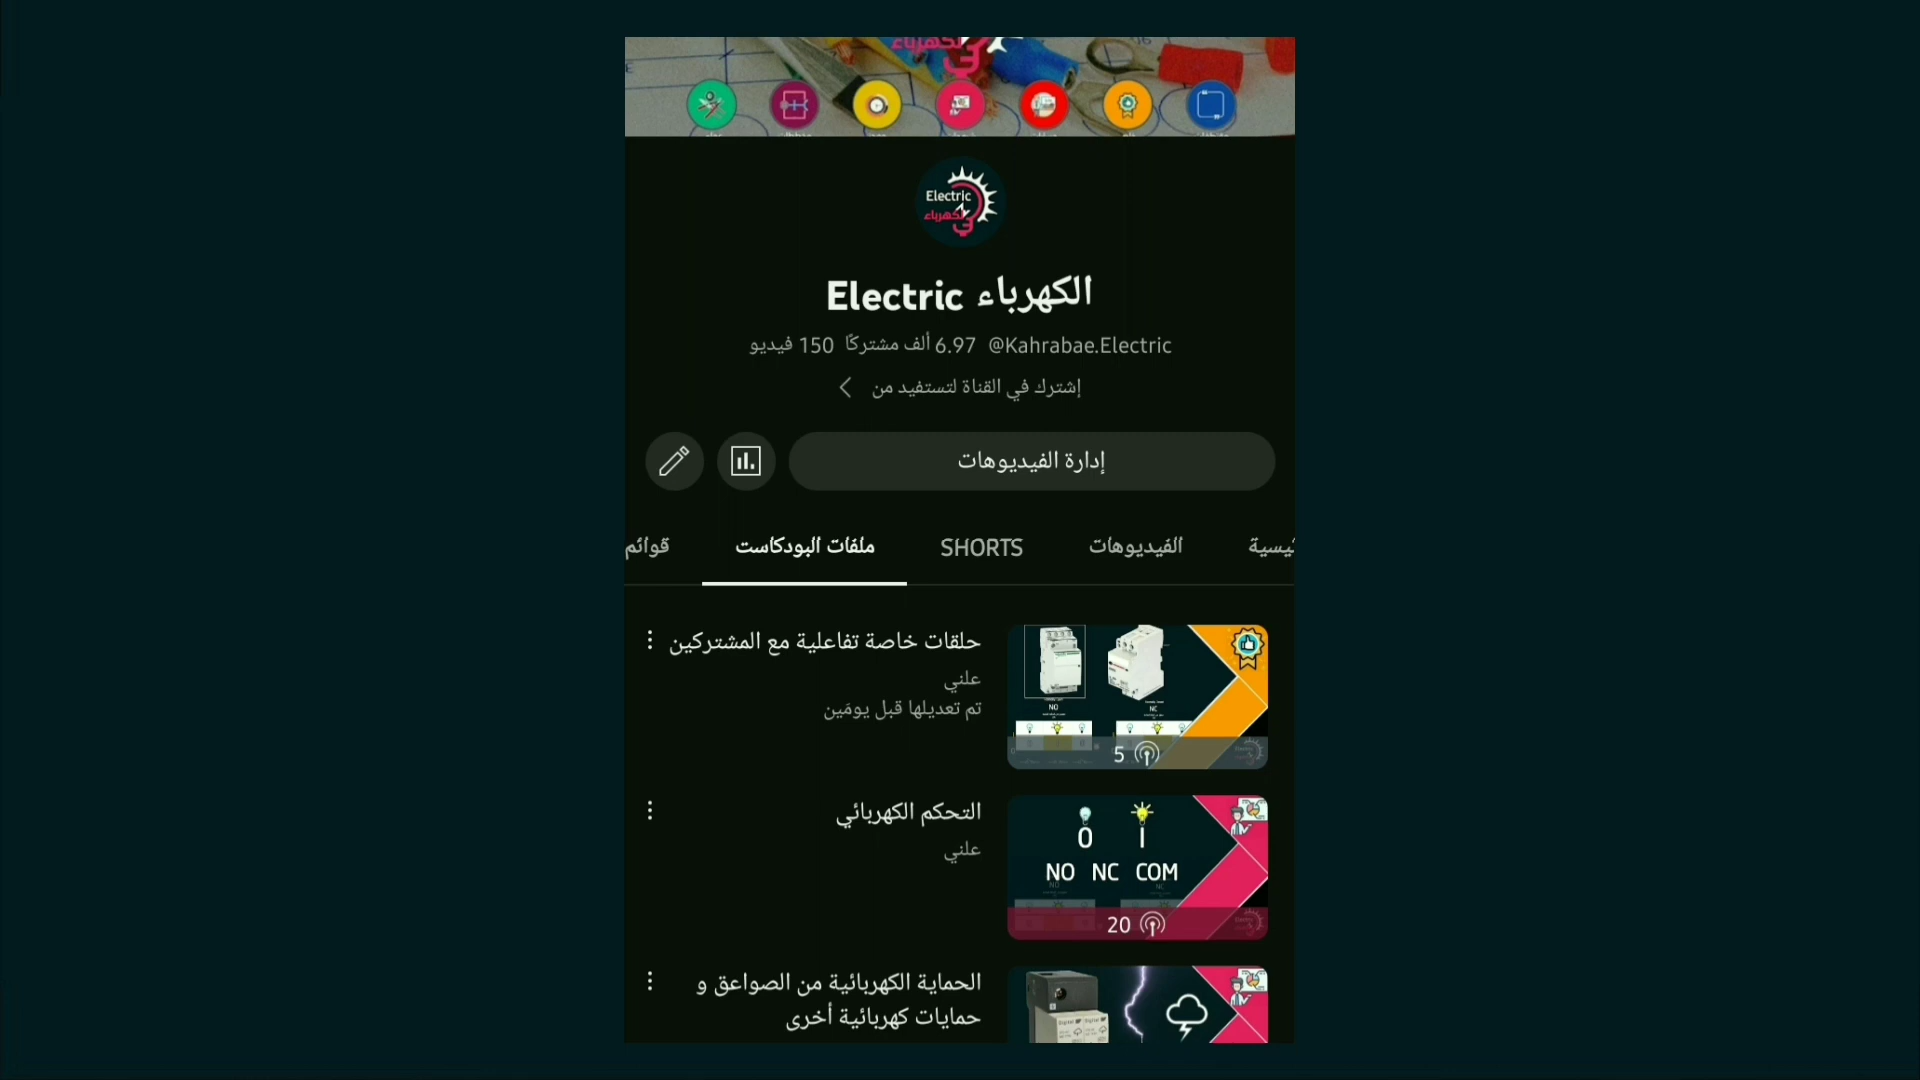 Electric
الكهرباء Electric
@Kahrabae.Electric 6.97 ألف مشتركًا 150 فيديو
إشترك في القناة لتستفيد من
إدارة الفيديوهات
الفيديوهات
SHORTS
ملفات البودكاست
قوائم
حلقات خاصة تفاعلية مع المشتركين
علني
تم تعديلها قبل يومَين
NO
NC
5
التحكم الكهربائي
علني
0 I
NO NC COM
20
الحماية الكهربائية من الصواعق و
حمايات كهربائية أخرى